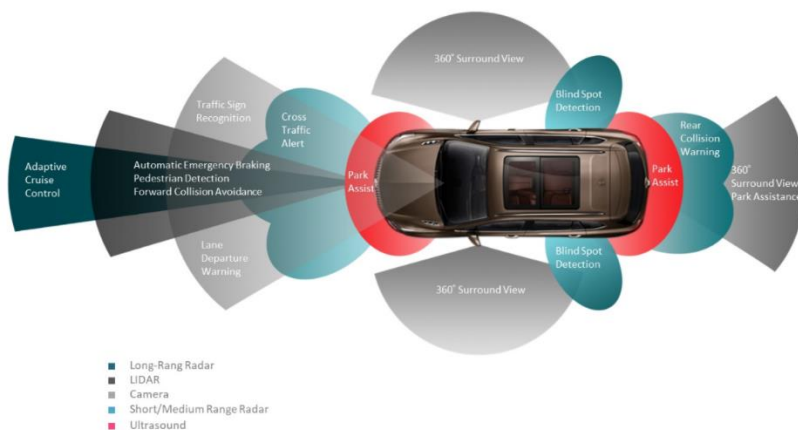 360° Surround View
Blind Spot
Detection
Traffic Sign
Recognition
Cross
Traffic
Alert
Rear
Collision
Warning
Adaptive
Cruise
Control
Automatic Emergency Braking
Pedestrian Detection
Forward Collision Avoidance
Park
Assist
Park
Assist
360°
Surround View
Park Assistance
Lane
Departure
Warning
Blind Spot
Detection
360° Surround View
Long-Rang Radar
LIDAR
Camera
Short/Medium Range Radar
Ultrasound